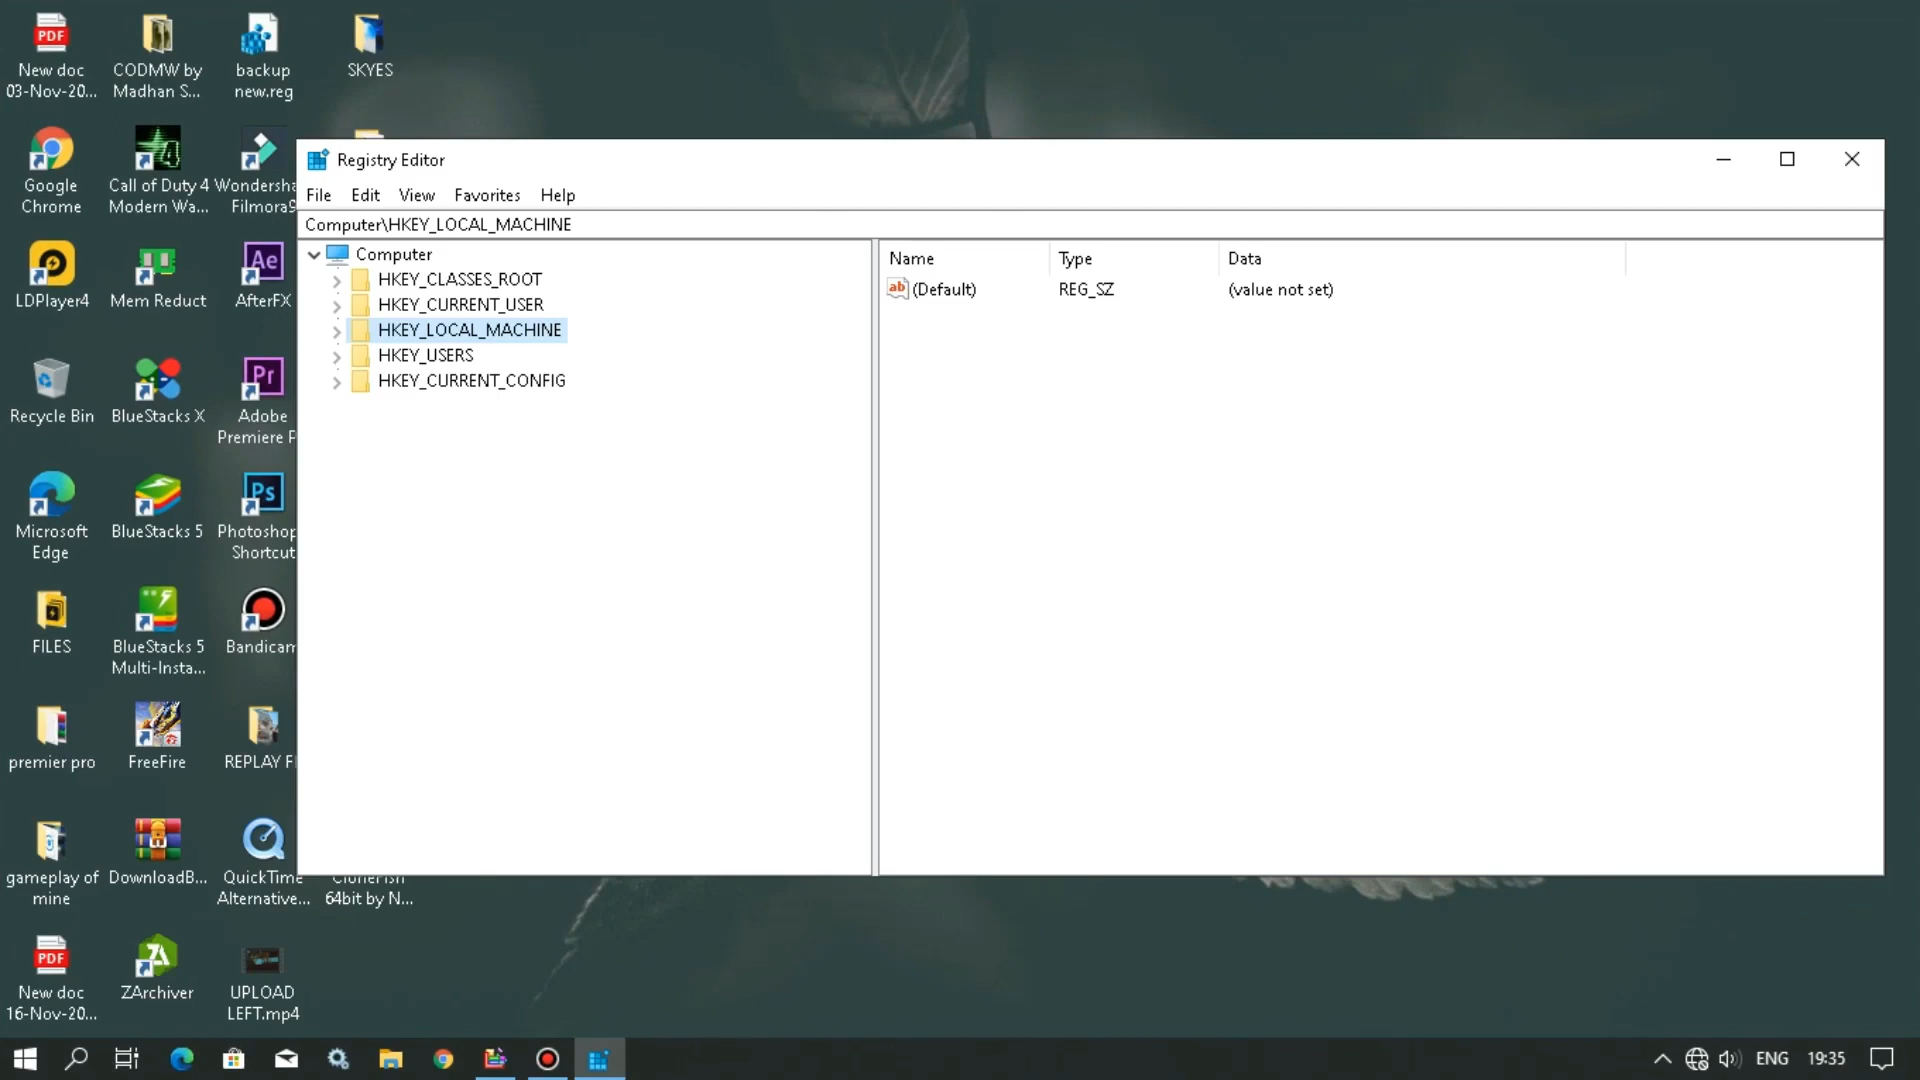 New doc
03-Nov-20...
CODMW by
Madhan S...
backup
new.reg
SKYES
Google
Chrome
Call of Duty 4
Modern Wa...
Wondersha
Filmora9
LDPlayer4
Mem Reduct
AfterFX
Recycle Bin
BlueStacks X
Adobe
Premiere P
Microsoft
Edge
BlueStacks 5
Photoshop
Shortcut
FILES
BlueStacks 5
Multi-Insta...
Bandicam
premier pro
FreeFire
REPLAY FI
gameplay of
mine
DownloadB...
QuickTime
Alternative...
64bit by N...
New doc
16-Nov-20...
ZArchiver
UPLOAD
LEFT.mp4
Registry Editor
File Edit View Favorites Help
Computer\HKEY_LOCAL_MACHINE
Computer
HKEY_CLASSES_ROOT
HKEY_CURRENT_USER
HKEY_LOCAL_MACHINE
HKEY_USERS
HKEY_CURRENT_CONFIG
Name Type Data
ab (Default) REG_SZ (value not set)
PDF
4
Ae
Pr
Ps
PDF
ENG 19:35